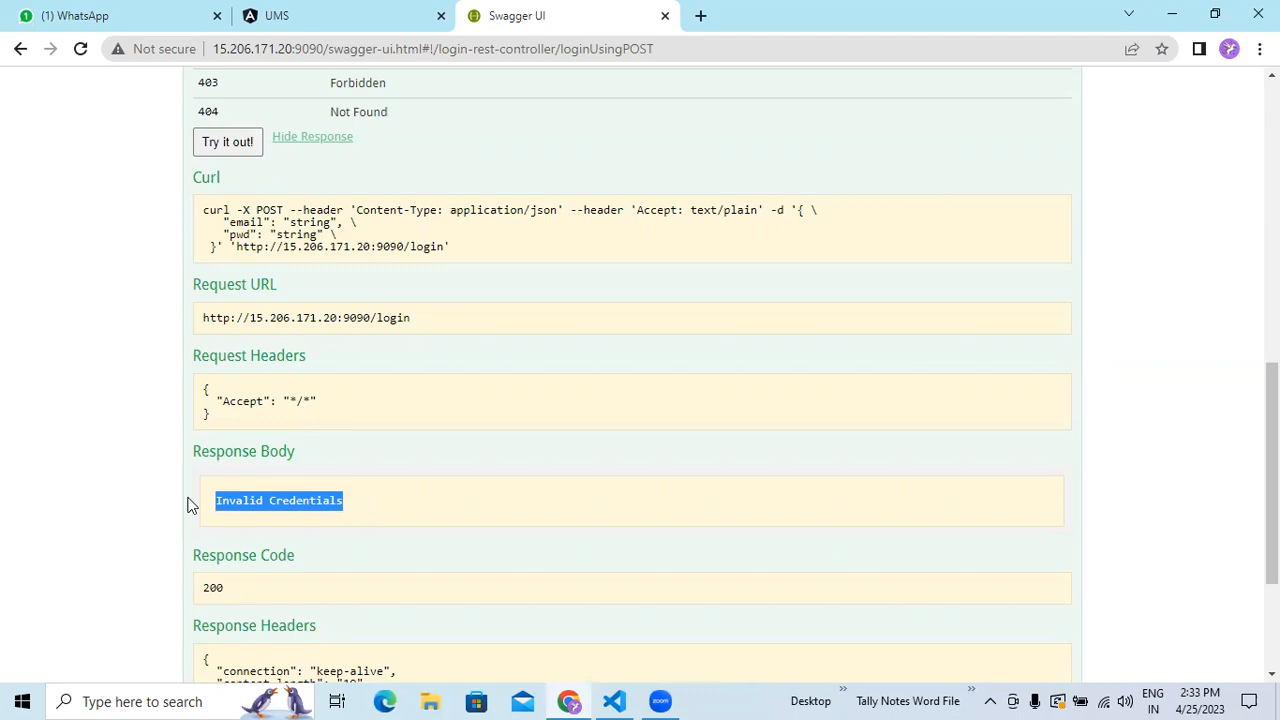 (1) WhatsApp
UMS
Swagger UI
Not secure
15.206.171.20:9090/swagger-ui.html#!/login-rest-controller/loginUsingPOST
403 Forbidden
404 Not Found
Try it out! Hide Response
Curl
curl -X POST --header 'Content-Type: application/json' --header 'Accept: text/plain' -d '{ \
"email": "string", \
"pwd": "string" \
}' 'http://15.206.171.20:9090/login'
Request URL
http://15.206.171.20:9090/login
Request Headers
{
"Accept": "*/*"
}
Response Body
Invalid Credentials
Response Code
200
Response Headers
{
"connection": "keep-alive",
Type here to search
zoom
Desktop
Tally Notes Word File
ENG
IN
2:33 PM
4/25/2023